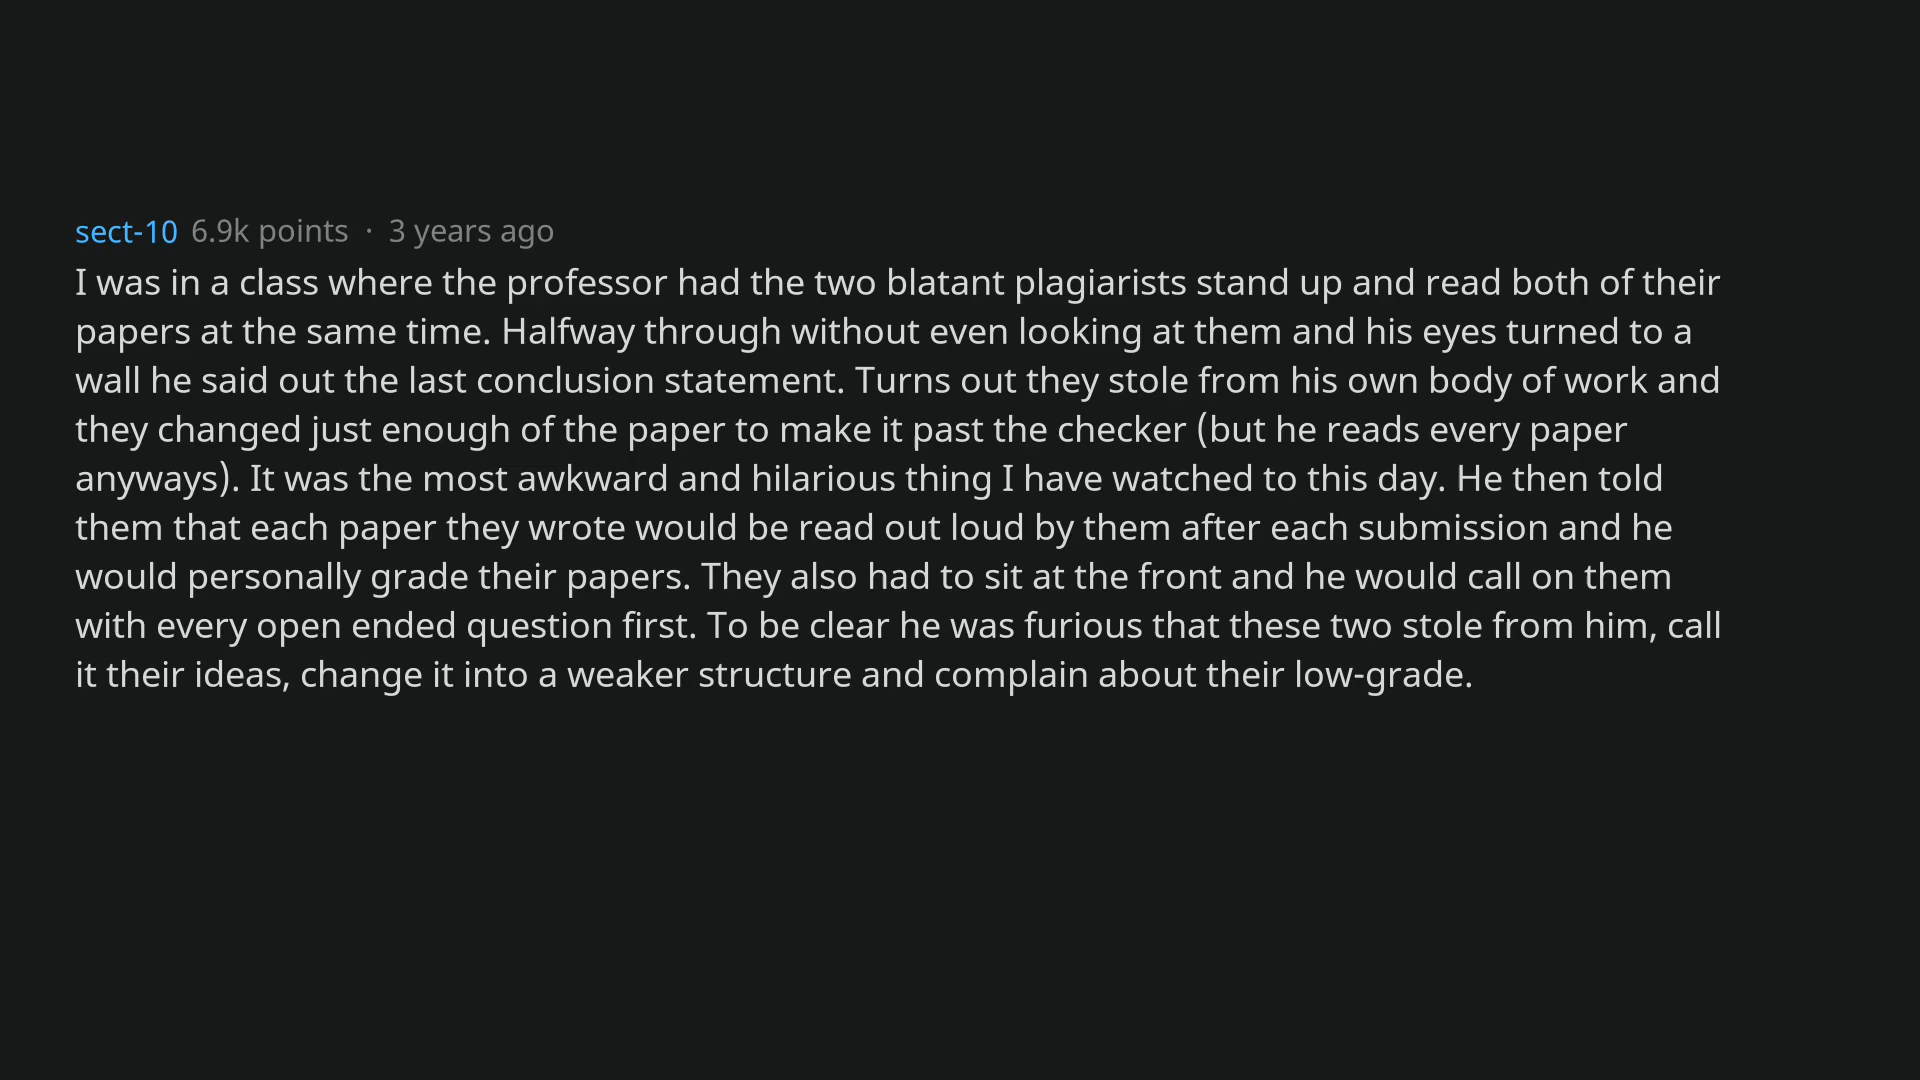 sect-10 6.9k points · 3 years ago
I was in a class where the professor had the two blatant plagiarists stand up and read both of their
papers at the same time. Halfway through without even looking at them and his eyes turned to a
wall he said out the last conclusion statement. Turns out they stole from his own body of work and
they changed just enough of the paper to make it past the checker (but he reads every paper
anyways). It was the most awkward and hilarious thing I have watched to this day. He then told
them that each paper they wrote would be read out loud by them after each submission and he
would personally grade their papers. They also had to sit at the front and he would call on them
with every open ended question first. To be clear he was furious that these two stole from him, call
it their ideas, change it into a weaker structure and complain about their low-grade.